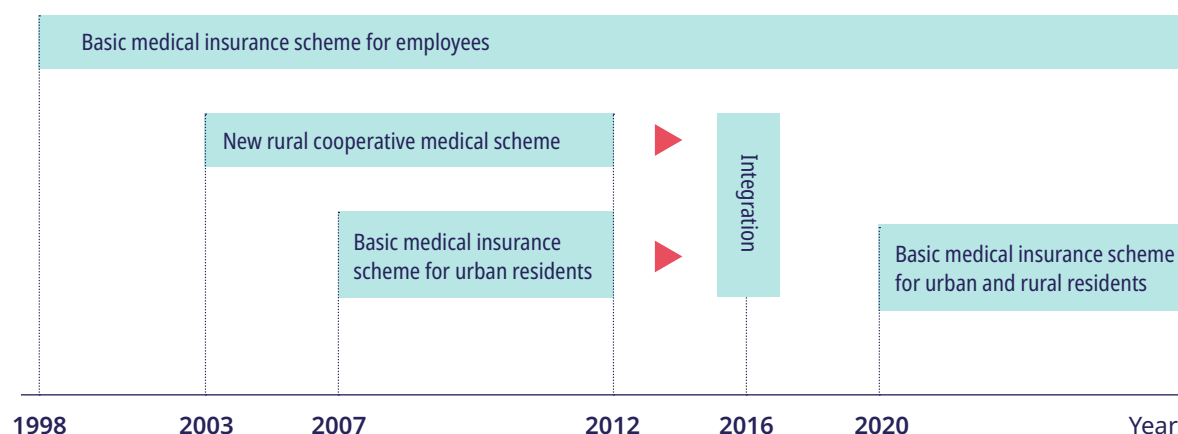 Basic medical insurance scheme for employees
New rural cooperative medical scheme
Integration
Basic medical insurance
scheme for urban residents
Basic medical insurance scheme
for urban and rural residents
1998 2003 2007 2012 2016 2020 Year